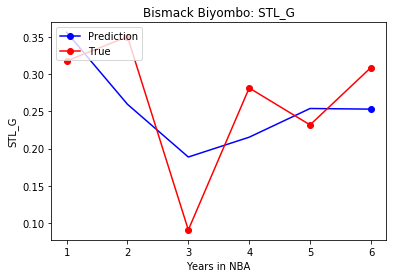 Bismack Biyombo: STL_G
Prediction
True
0.35
0.30
0.25
0.20
0.15
0.10
STL_G
1 2 3 4 5 6
Years in NBA